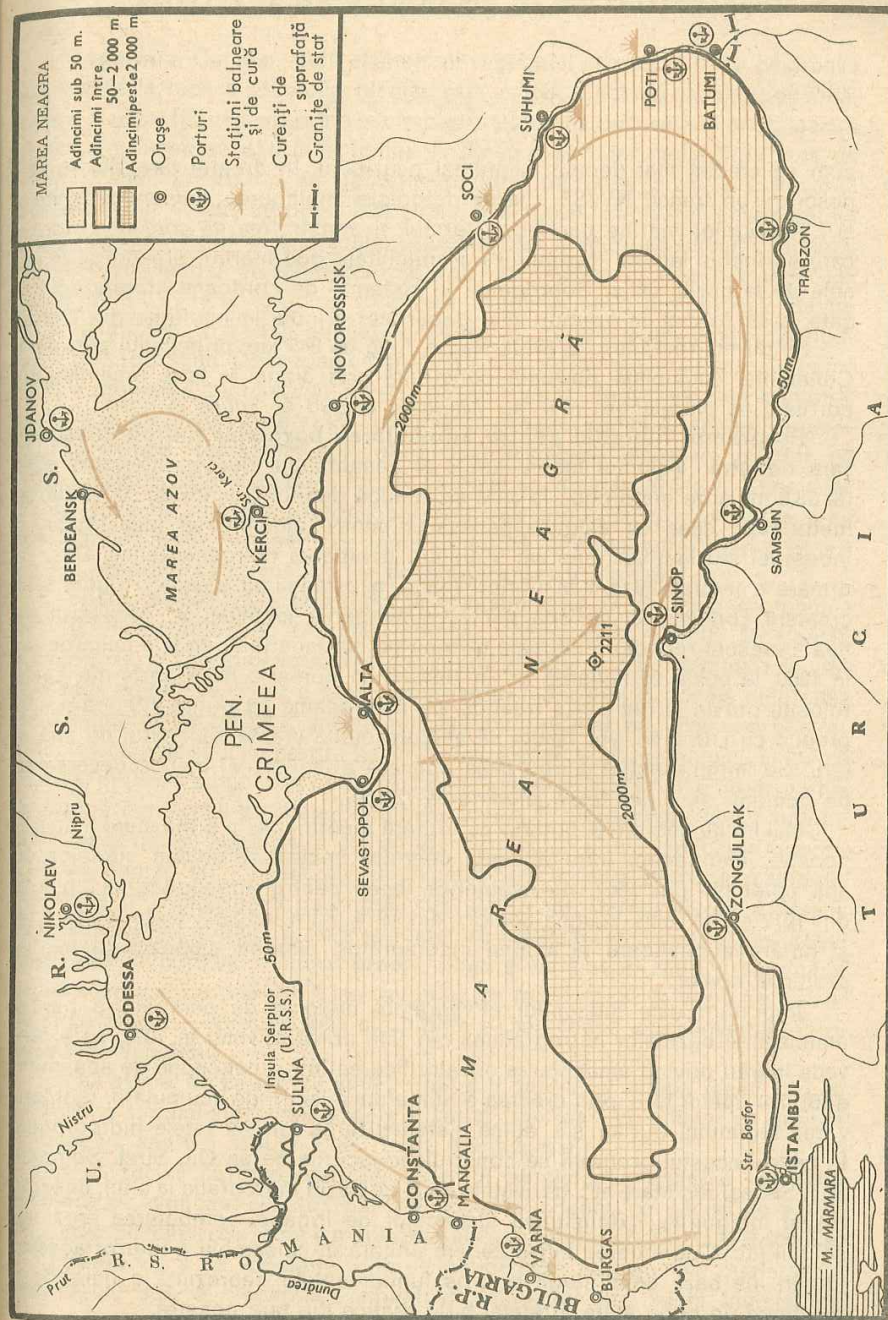 MAREA NEAGRA
Adîncimi sub 50 m.
Adîncimi între
50–2 000 m
Adîncimi peste 2 000 m
Orașe
Porturi
Stațiuni balneare
și de cură
Curenți de
suprafață
Granițe de stat
U. R. S. S.
Prut
Nistru
Nipru
ODESSA
NIKOLAEV
BERDEANSK
JDANOV
MAREA AZOV
Str. Kerci
KERCI
PEN.
CRIMEEA
SEVASTOPOL
IALTA
NOVOROSSIISK
SOCI
SUHUMI
POTI
BATUMI
R. S. ROMÂNIA
Dunărea
Insula Șerpilor
(U.R.S.S.)
SULINA
CONSTANTA
MANGALIA
R.P.
BULGARIA
VARNA
BURGAS
50m
2000m
MAREA NEAGRĂ
2211
2000m
50m
Str. Bosfor
ISTANBUL
M. MARMARA
ZONGULDAK
SINOP
SAMSUN
TRABZON
TURCIA